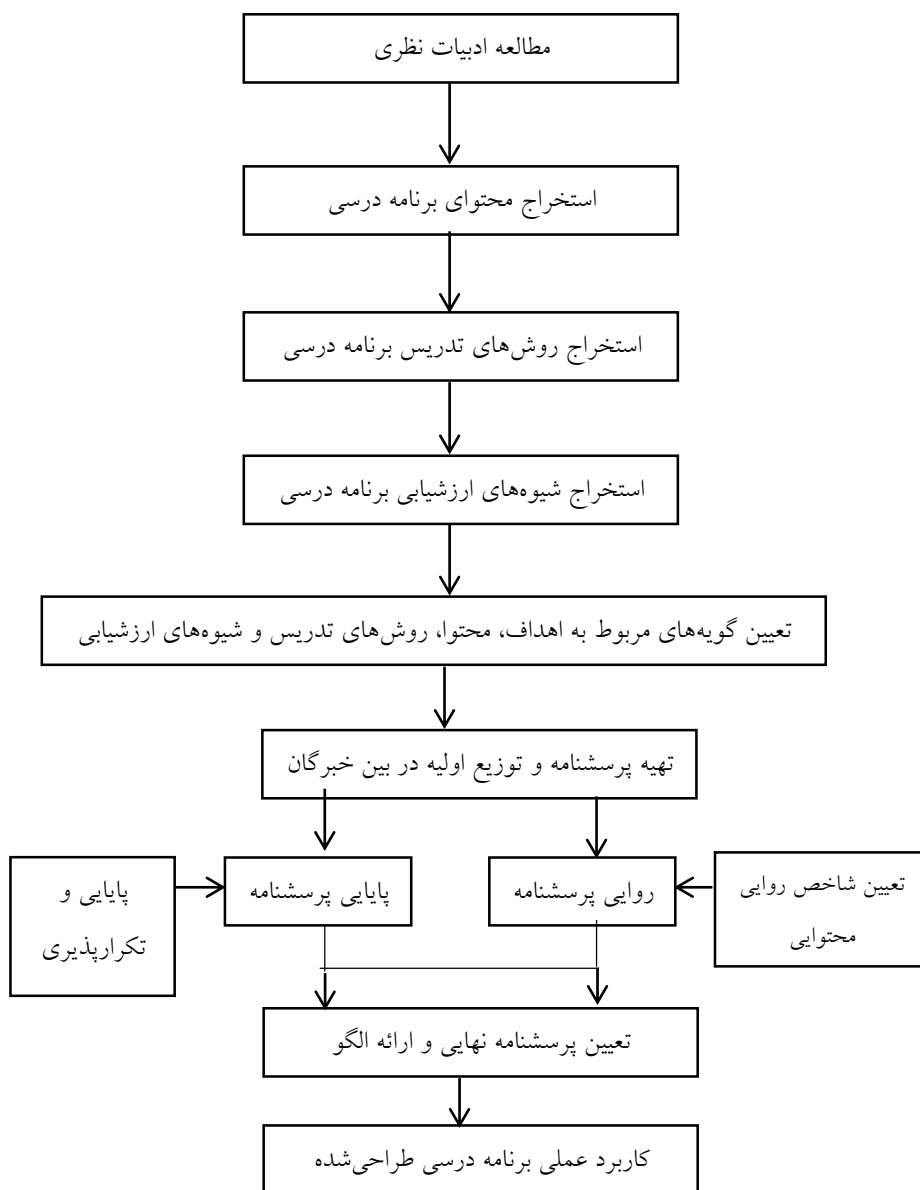 مطالعه ادبیات نظری
استخراج محتوای برنامه درسی
استخراج روش‌های تدریس برنامه درسی
استخراج شیوه‌های ارزشیابی برنامه درسی
تعیین گویه‌های مربوط به اهداف، محتوا، روش‌های تدریس و شیوه‌های ارزشیابی
تهیه پرسشنامه و توزیع اولیه در بین خبرگان
تعیین شاخص روایی
محتوایی
روایی پرسشنامه
پایایی پرسشنامه
پایایی و
تکرارپذیری
تعیین پرسشنامه نهایی و ارائه الگو
کاربرد عملی برنامه درسی طراحی‌شده